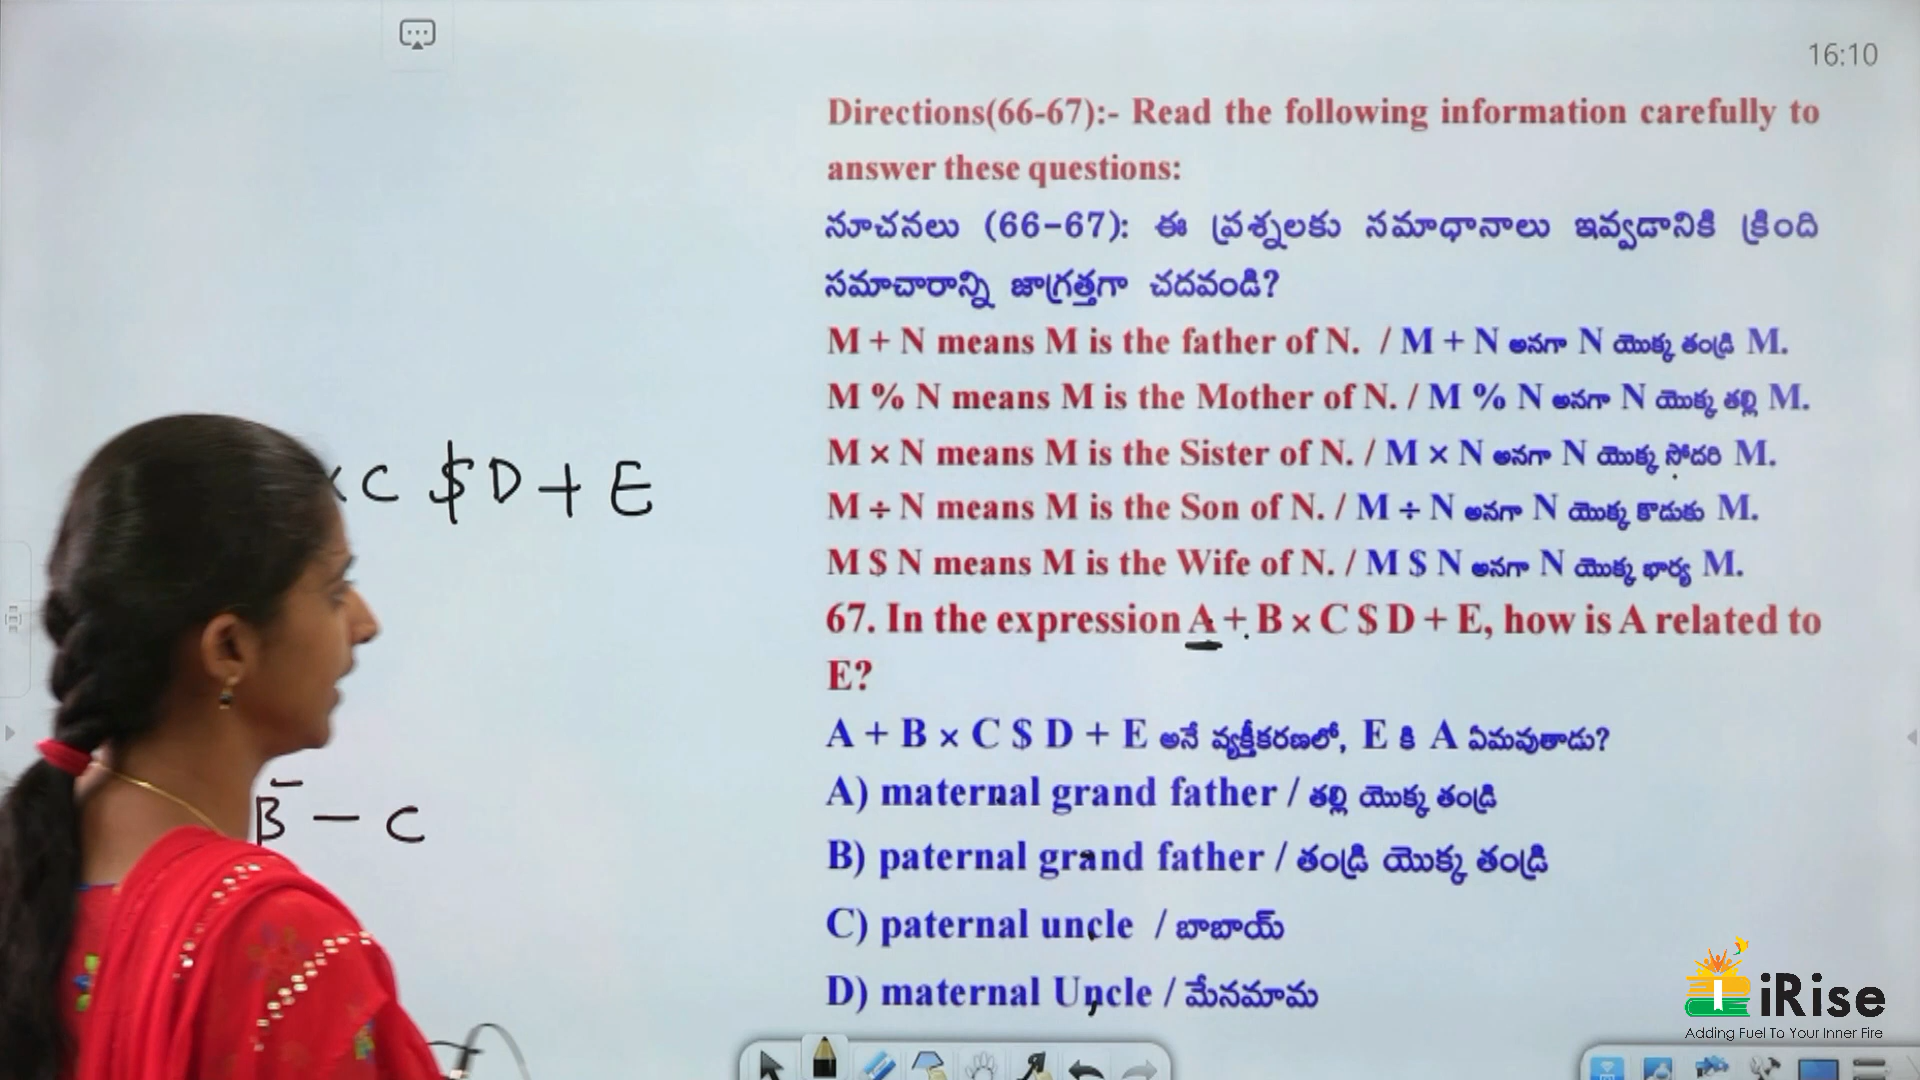 16:10
Directions(66-67):- Read the following information carefully to
answer these questions:
సూచనలు (66-67): ఈ ప్రశ్నలకు సమాధానాలు ఇవ్వడానికి క్రింది
సమాచారాన్ని జాగ్రత్తగా చదవండి?
M + N means M is the father of N. / M + N అనగా N యొక్క తండ్రి M.
M % N means M is the Mother of N. / M % N అనగా N యొక్క తల్లి M.
M × N means M is the Sister of N. / M × N అనగా N యొక్క సోదరి M.
M ÷ N means M is the Son of N. / M ÷ N అనగా N యొక్క కొడుకు M.
M $ N means M is the Wife of N. / M $ N అనగా N యొక్క భార్య M.
67. In the expression A + B × C $ D + E, how is A related to
E?
A + B × C $ D + E అనే వ్యక్తీకరణలో, E కి A ఏమవుతాడు?
A) maternal grand father / తల్లి యొక్క తండ్రి
B) paternal grand father / తండ్రి యొక్క తండ్రి
C) paternal uncle / బాబాయ్
D) maternal Uncle / మేనమామ
C $ D + E
B - C
iRise
Adding Fuel To Your Inner Fire